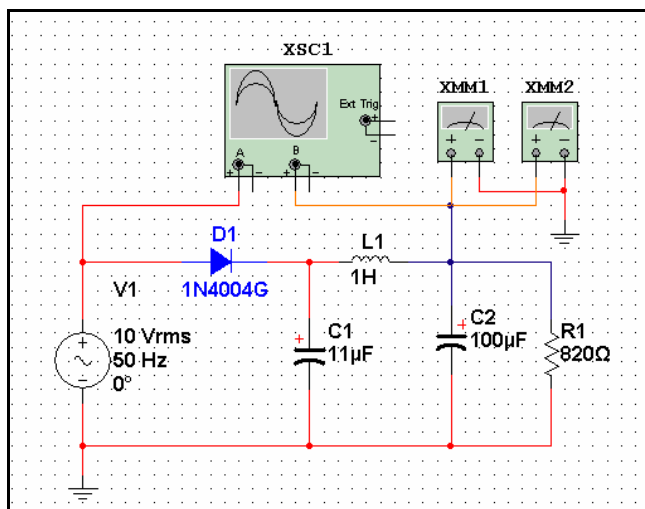 XSC1
XMM1
XMM2
Ext Trig
+
−
A
B
+ − + −
+ − + −
D1
1N4004G
L1
1H
V1
+
10 Vrms
50 Hz
0°
−
+
C1
11µF
+
C2
100µF
R1
820Ω